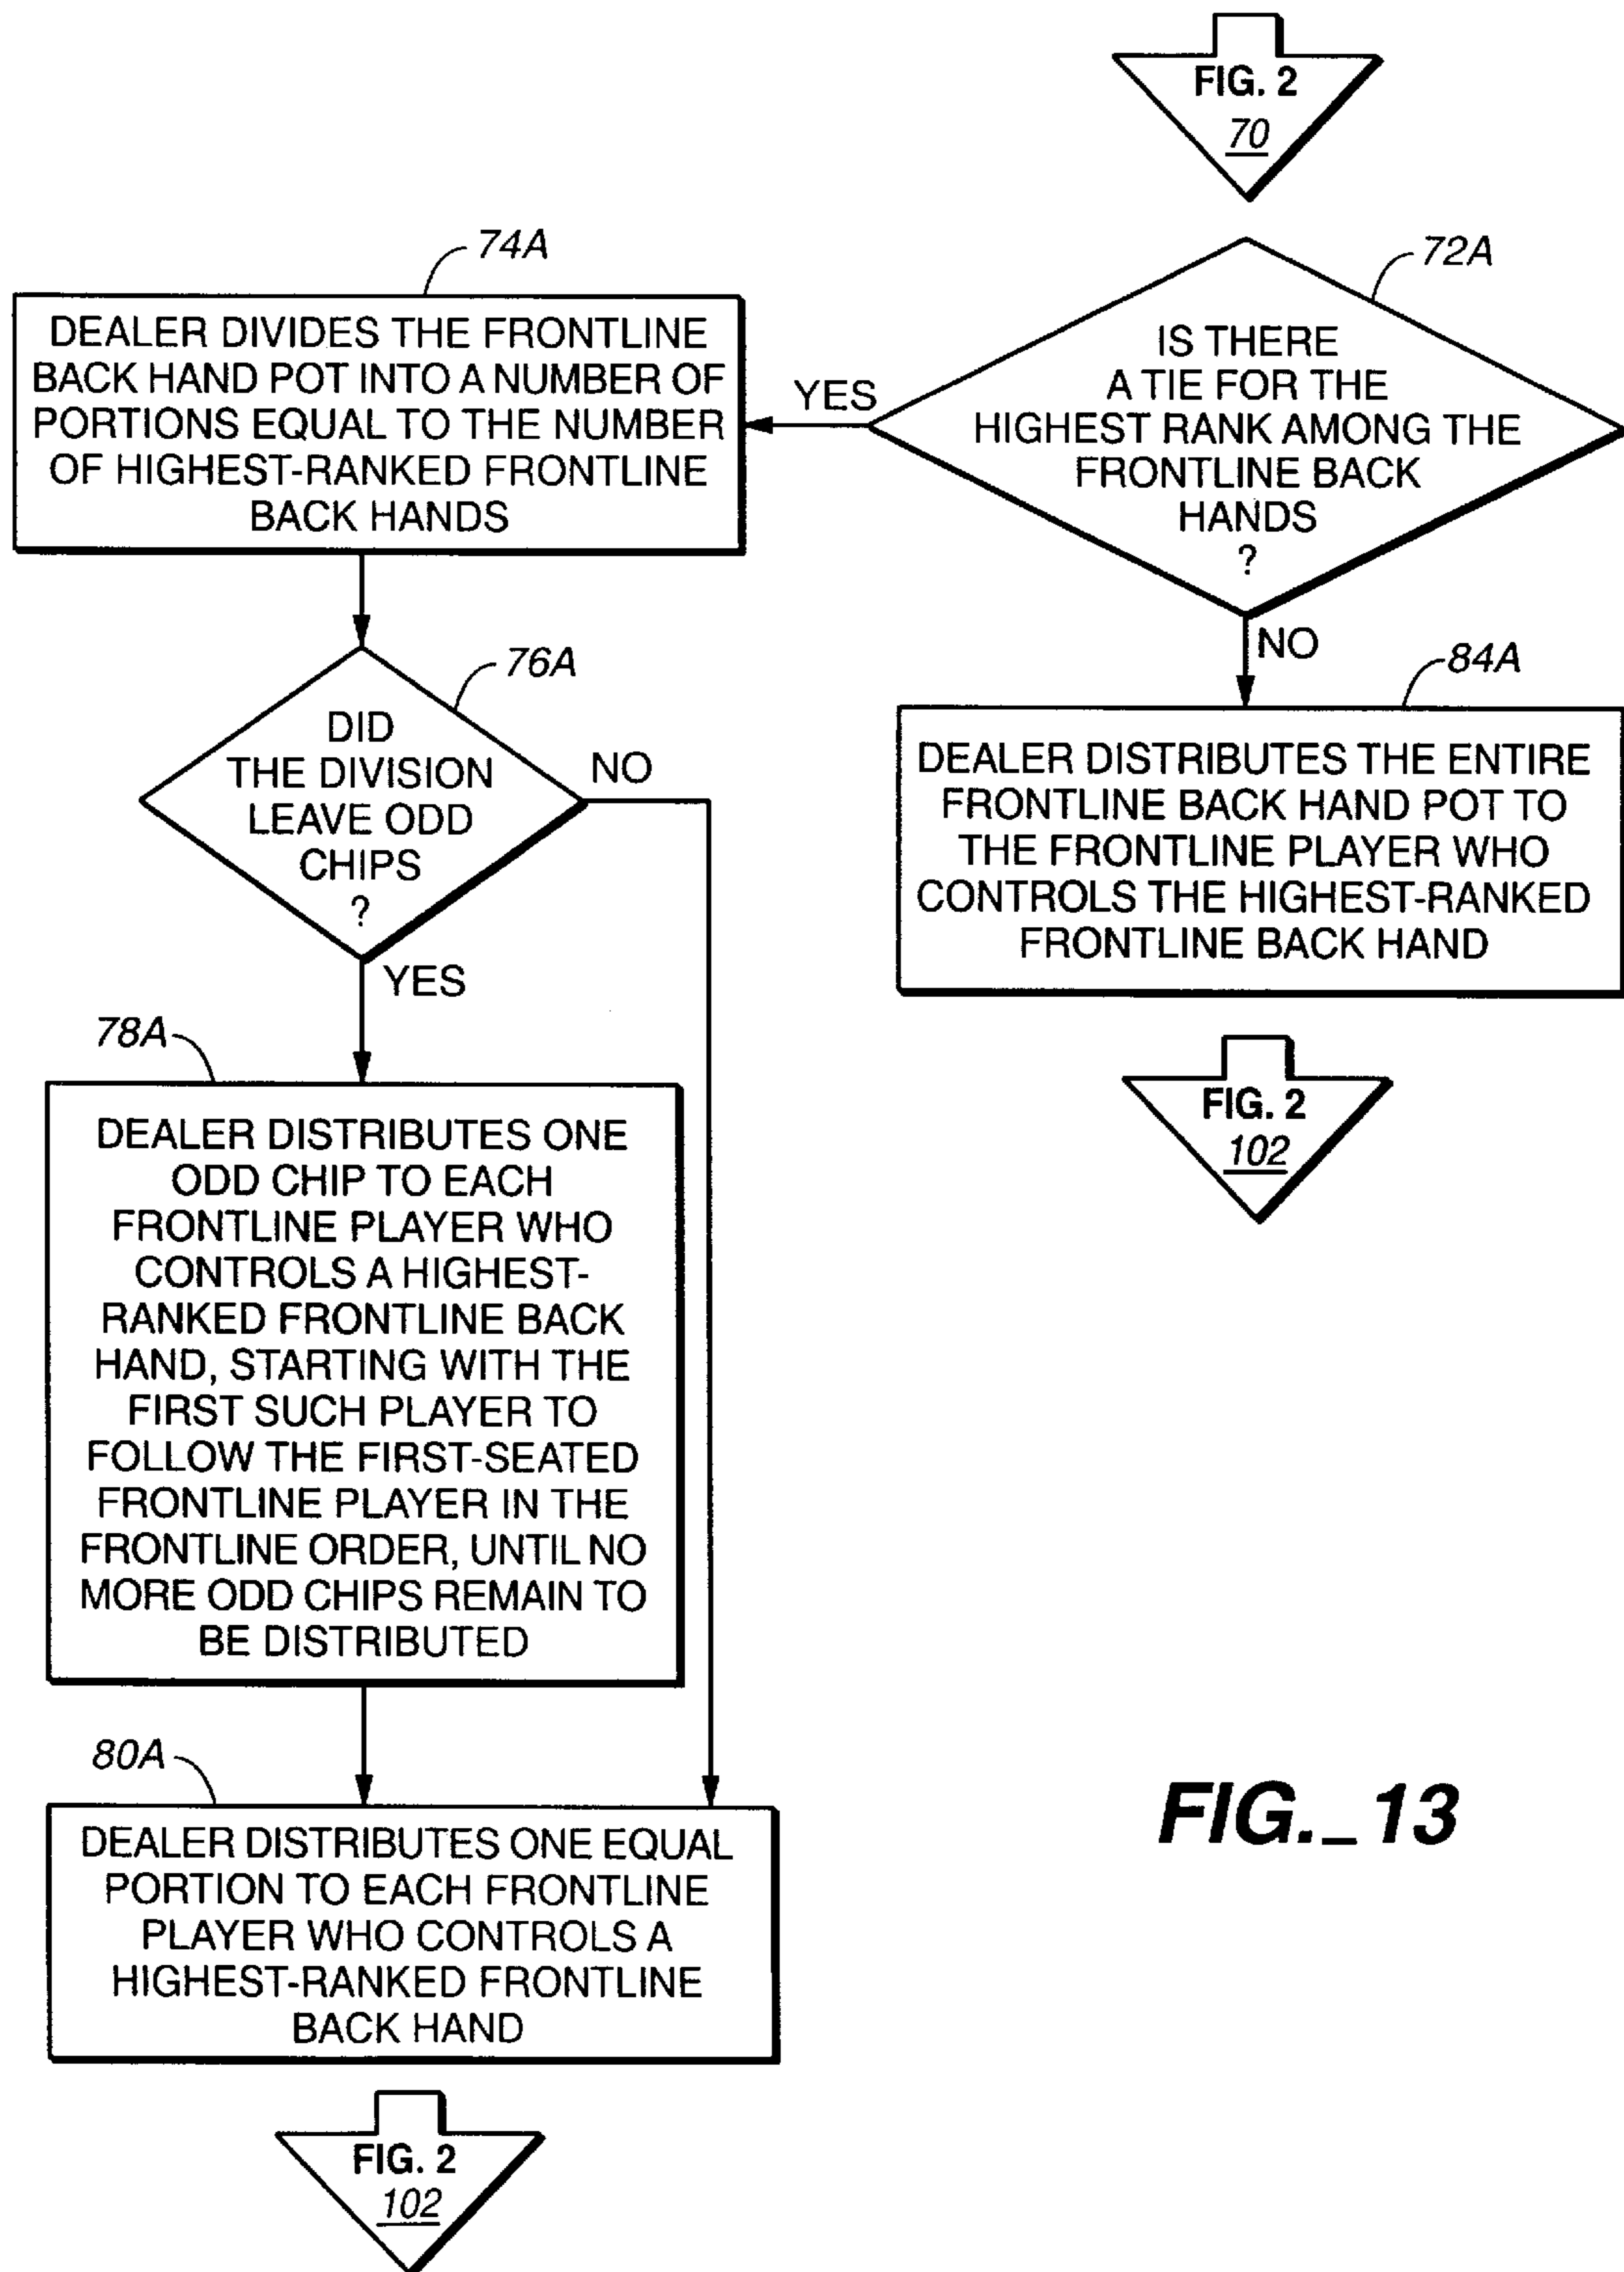 FIG. 2
70
72A
IS THERE
A TIE FOR THE
HIGHEST RANK AMONG THE
FRONTLINE BACK
HANDS
?
YES
NO
74A
DEALER DIVIDES THE FRONTLINE
BACK HAND POT INTO A NUMBER OF
PORTIONS EQUAL TO THE NUMBER
OF HIGHEST-RANKED FRONTLINE
BACK HANDS
76A
DID
THE DIVISION
LEAVE ODD
CHIPS
?
NO
YES
84A
DEALER DISTRIBUTES THE ENTIRE
FRONTLINE BACK HAND POT TO
THE FRONTLINE PLAYER WHO
CONTROLS THE HIGHEST-RANKED
FRONTLINE BACK HAND
FIG. 2
102
78A
DEALER DISTRIBUTES ONE
ODD CHIP TO EACH
FRONTLINE PLAYER WHO
CONTROLS A HIGHEST-
RANKED FRONTLINE BACK
HAND, STARTING WITH THE
FIRST SUCH PLAYER TO
FOLLOW THE FIRST-SEATED
FRONTLINE PLAYER IN THE
FRONTLINE ORDER, UNTIL NO
MORE ODD CHIPS REMAIN TO
BE DISTRIBUTED
80A
DEALER DISTRIBUTES ONE EQUAL
PORTION TO EACH FRONTLINE
PLAYER WHO CONTROLS A
HIGHEST-RANKED FRONTLINE
BACK HAND
FIG. 2
102
FIG._13